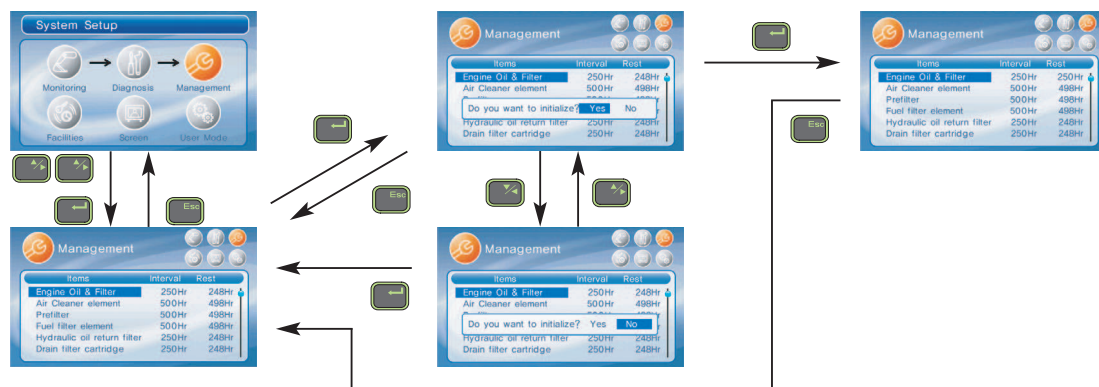 System Setup
Monitoring
Diagnosis
Management
Facilities
Screen
User Mode
Esc
Management
Items Interval Rest
Engine Oil & Filter 250Hr 248Hr
Air Cleaner element 500Hr 498Hr
Prefilter 500Hr 498Hr
Fuel filter element 500Hr 498Hr
Hydraulic oil return filter 250Hr 248Hr
Drain filter cartridge 250Hr 248Hr
Esc
Management
Items Interval Rest
Engine Oil & Filter 250Hr 248Hr
Air Cleaner element 500Hr 498Hr
Do you want to initialize? Yes No
Hydraulic oil return filter 250Hr 248Hr
Drain filter cartridge 250Hr 248Hr
Management
Items Interval Rest
Engine Oil & Filter 250Hr 248Hr
Air Cleaner element 500Hr 498Hr
Do you want to initialize? Yes No
Hydraulic oil return filter 250Hr 248Hr
Drain filter cartridge 250Hr 248Hr
Esc
Management
Items Interval Rest
Engine Oil & Filter 250Hr 250Hr
Air Cleaner element 500Hr 498Hr
Prefilter 500Hr 498Hr
Fuel filter element 500Hr 498Hr
Hydraulic oil return filter 250Hr 248Hr
Drain filter cartridge 250Hr 248Hr